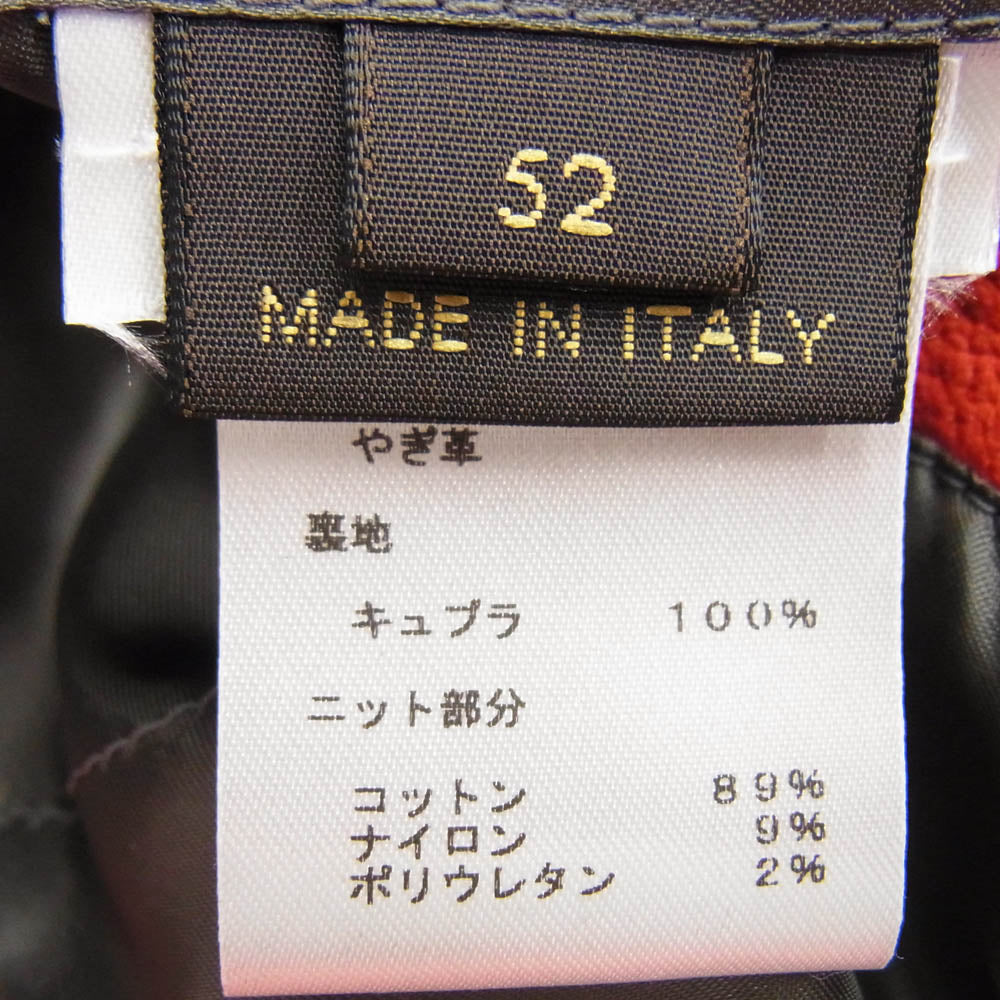 52
MADE IN ITALY
やぎ革
裏地
キュプラ 100%
ニット部分
コットン 89%
ナイロン 9%
ポリウレタン 2%